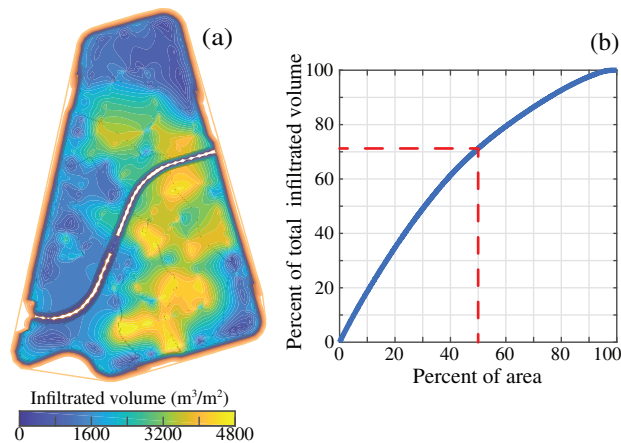 (a)
Infiltrated volume (m³/m²)
0 1600 3200 4800
(b)
Percent of total infiltrated volume
100
80
60
40
20
0
0 20 40 60 80 100
Percent of area